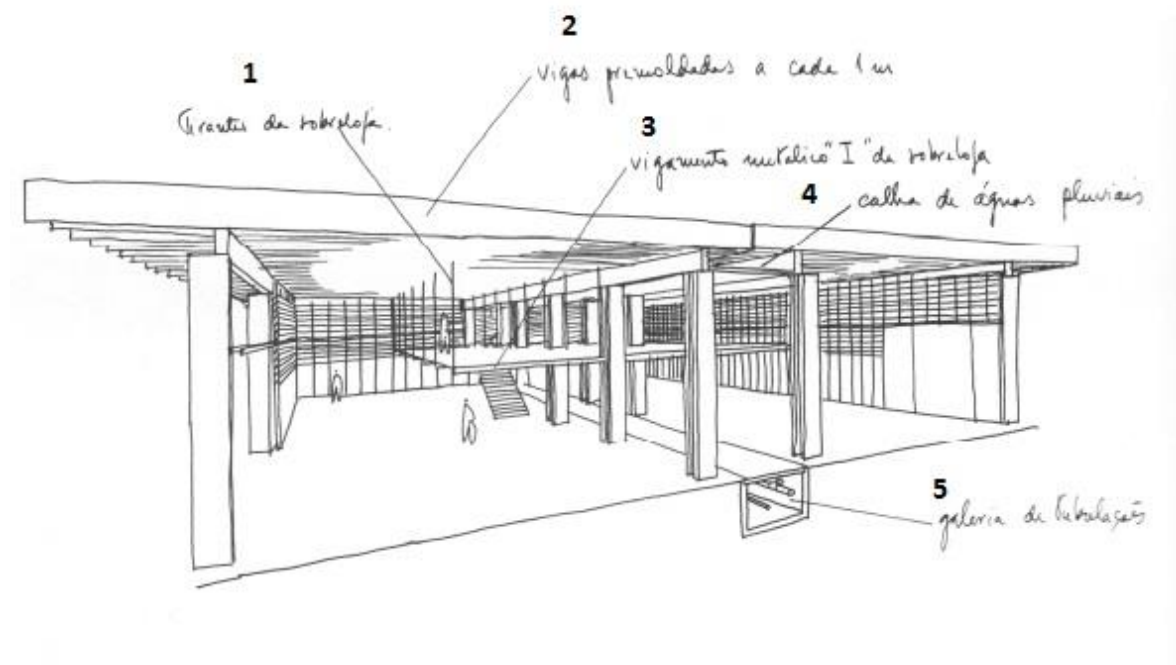 1
Tirantes da sobreloja.
2
vigas premoldadas a cada 1 m
3
vigamento metálico "I" da sobreloja
4
calha de águas pluviais
5
galeria de tubulações